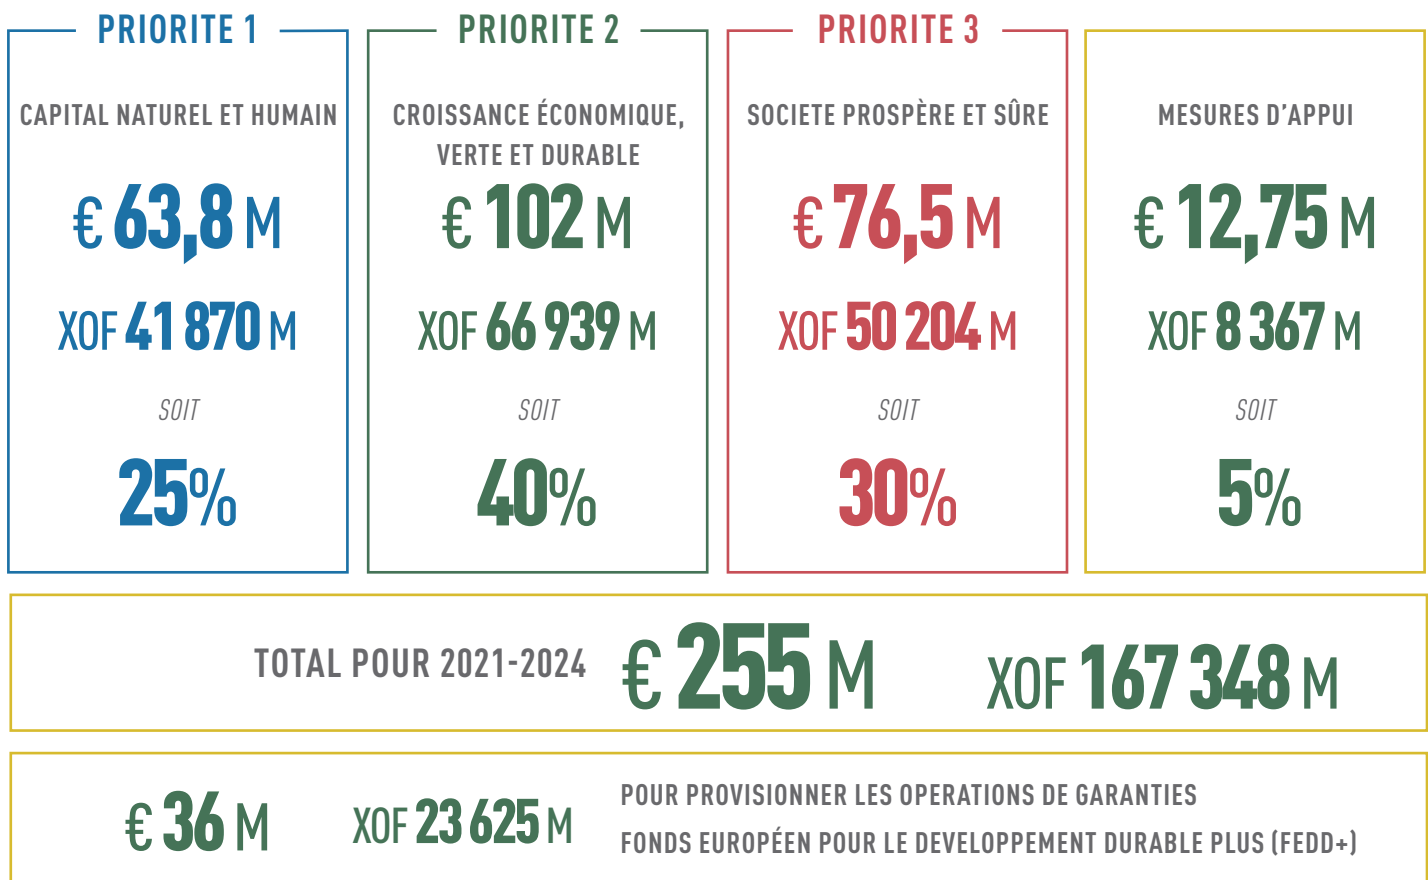 PRIORITE 1
CAPITAL NATUREL ET HUMAIN
€ 63,8 M
XOF 41 870 M
SOIT
25%
PRIORITE 2
CROISSANCE ÉCONOMIQUE,
VERTE ET DURABLE
€ 102 M
XOF 66 939 M
SOIT
40%
PRIORITE 3
SOCIETE PROSPÈRE ET SÛRE
€ 76,5 M
XOF 50 204 M
SOIT
30%
MESURES D'APPUI
€ 12,75 M
XOF 8 367 M
SOIT
5%
TOTAL POUR 2021-2024 € 255 M XOF 167 348 M
€ 36 M XOF 23 625 M
POUR PROVISIONNER LES OPERATIONS DE GARANTIES
FONDS EUROPÉEN POUR LE DEVELOPPEMENT DURABLE PLUS (FEDD+)